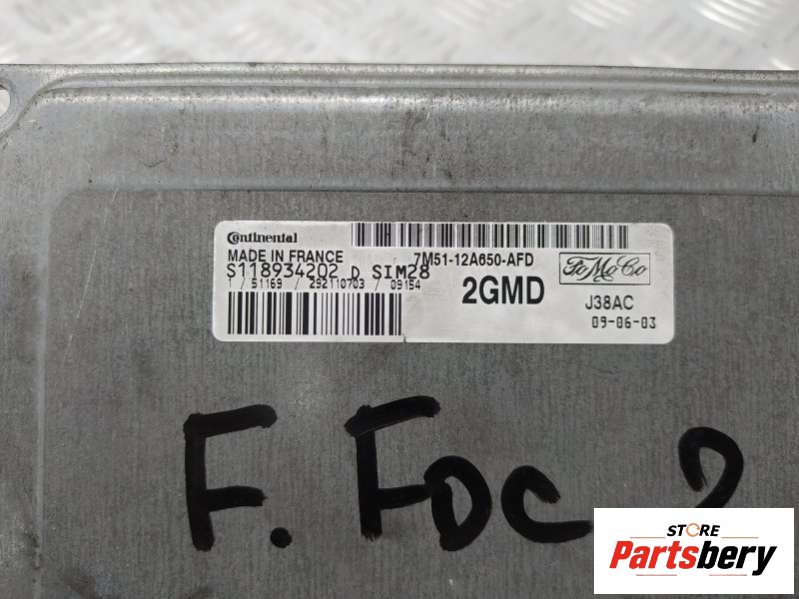 Continental
MADE IN FRANCE
7M51-12A650-AFD
S118934202 D SIM28
1 / 51169 / 292110703 / 09154
2GMD
FoMoCo
J38AC
09-06-03
F. FOC 2
STORE
Partsbery